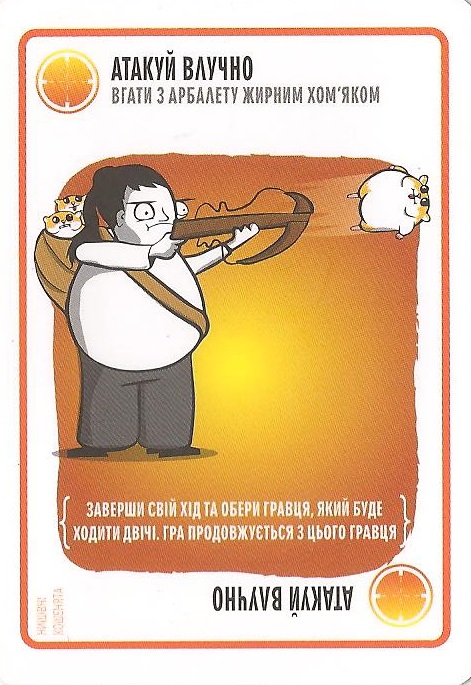 АТАКУЙ ВЛУЧНО
ВГАТИ З АРБАЛЕТУ ЖИРНИМ ХОМ'ЯКОМ
ЗАВЕРШИ СВІЙ ХІД ТА ОБЕРИ ГРАВЦЯ, ЯКИЙ БУДЕ
ХОДИТИ ДВІЧІ. ГРА ПРОДОВЖУЄТЬСЯ З ЦЬОГО ГРАВЦЯ
КОШЕНЯТА
АТАКУЙ ВЛУЧНО